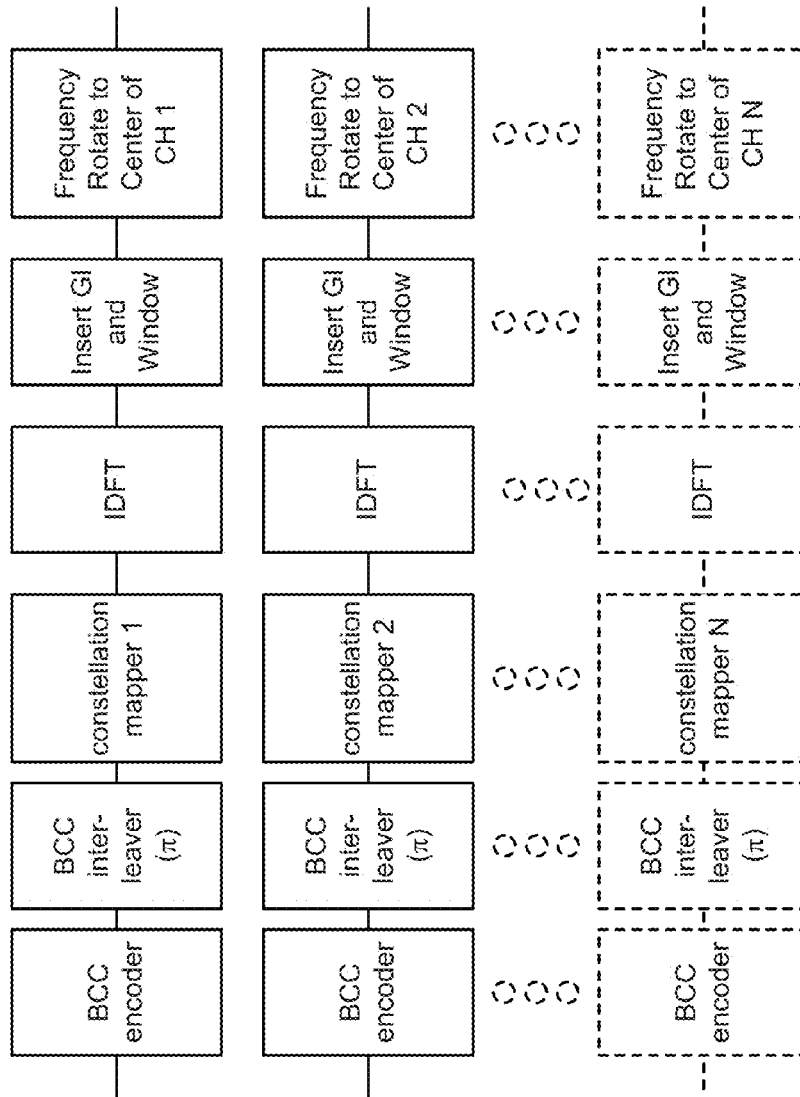 BCC
encoder
BCC
inter-
leaver
(π)
constellation
mapper 1
IDFT
Insert GI
and
Window
Frequency
Rotate to
Center of
CH 1
BCC
encoder
BCC
inter-
leaver
(π)
constellation
mapper 2
IDFT
Insert GI
and
Window
Frequency
Rotate to
Center of
CH 2
BCC
encoder
BCC
inter-
leaver
(π)
constellation
mapper N
IDFT
Insert GI
and
Window
Frequency
Rotate to
Center of
CH N